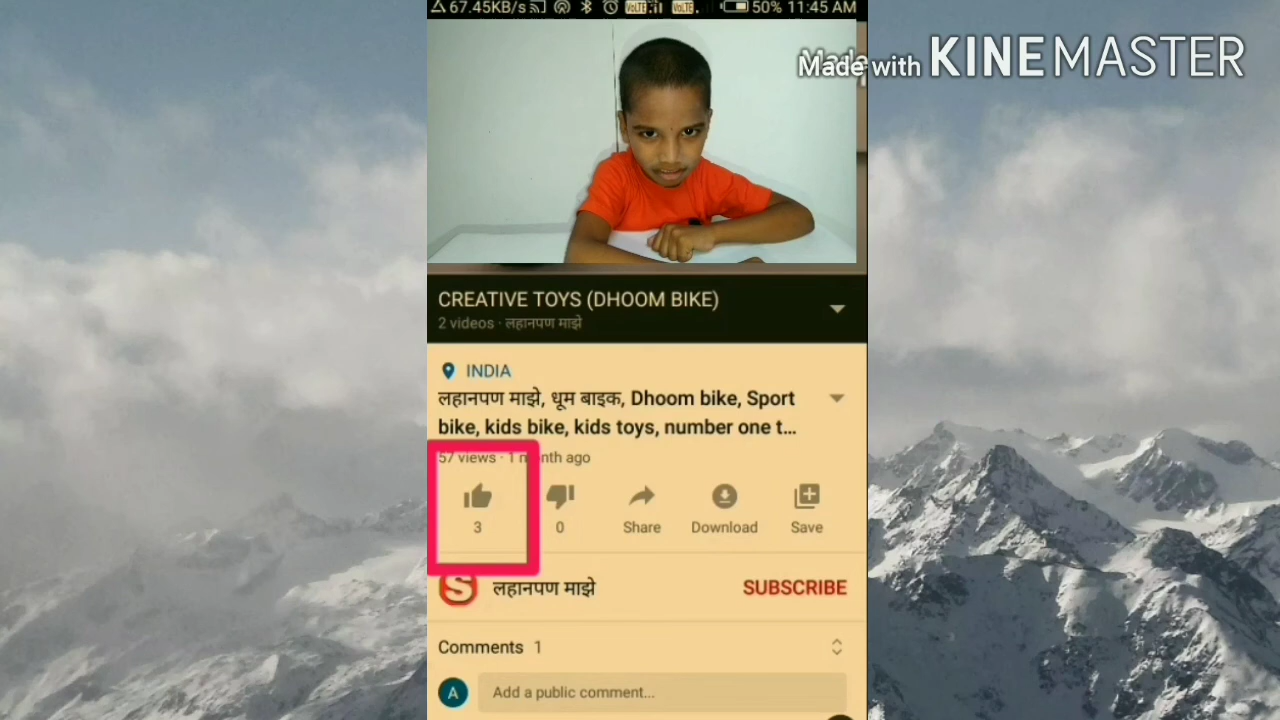 67.45KB/s VoLTE VoLTE 50% 11:45 AM
Made with KINEMASTER
CREATIVE TOYS (DHOOM BIKE)
2 videos · लहानपण माझे
INDIA
लहानपण माझे, धूम बाइक, Dhoom bike, Sport
bike, kids bike, kids toys, number one t...
57 views · 1 month ago
3 0 Share Download Save
S लहानपण माझे SUBSCRIBE
Comments 1
A Add a public comment...